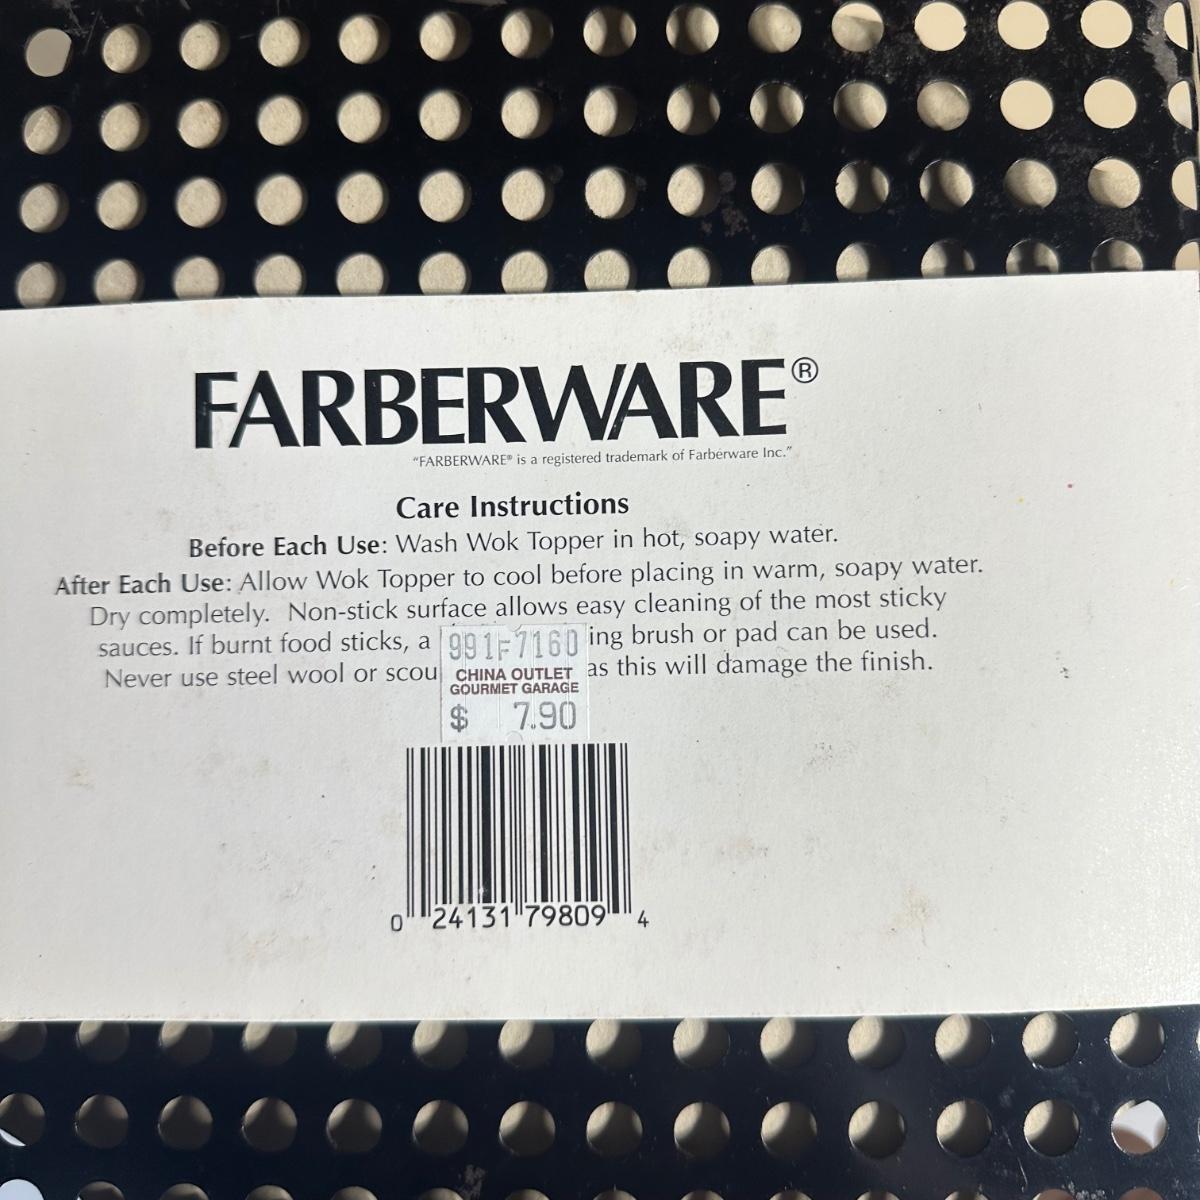 FARBERWARE®
"FARBERWARE® is a registered trademark of Farberware Inc."
Care Instructions
Before Each Use: Wash Wok Topper in hot, soapy water.
After Each Use: Allow Wok Topper to cool before placing in warm, soapy water.
Dry completely. Non-stick surface allows easy cleaning of the most sticky
sauces. If burnt food sticks, a ing brush or pad can be used.
Never use steel wool or scou as this will damage the finish.
991F7160
CHINA OUTLET
GOURMET GARAGE
$ 7.90
0 24131 79809 4